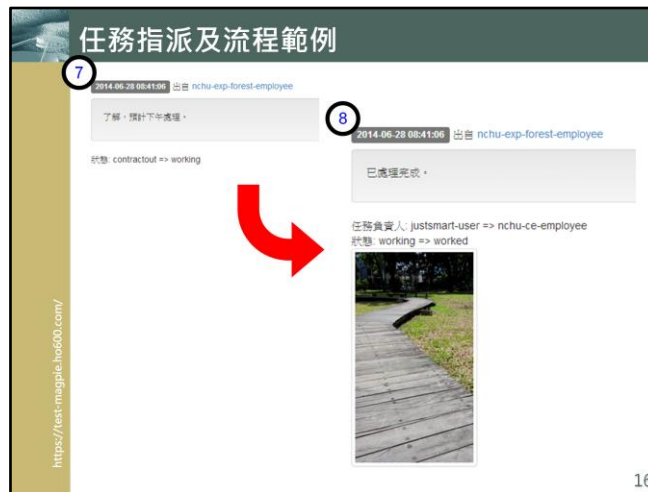 任務指派及流程範例
7
2014-06-28 08:41:06 出自 nchu-exp-forest-employee
了解，預計下午處理。
狀態: contractout => working
8
2014-06-28 08:41:06 出自 nchu-exp-forest-employee
已處理完成。
任務負責人: justsmart-user => nchu-ce-employee
狀態: working => worked
https://test-magpie.ho600.com/
16